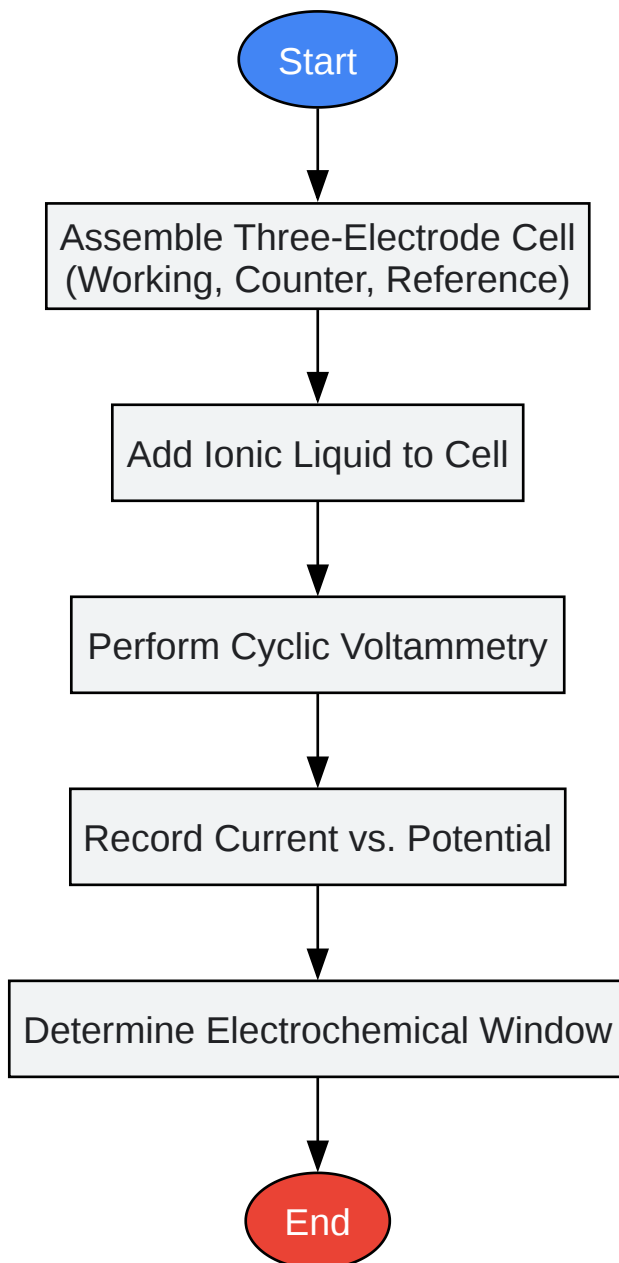 Start
Assemble Three-Electrode Cell
(Working, Counter, Reference)
Add Ionic Liquid to Cell
Perform Cyclic Voltammetry
Record Current vs. Potential
Determine Electrochemical Window
End